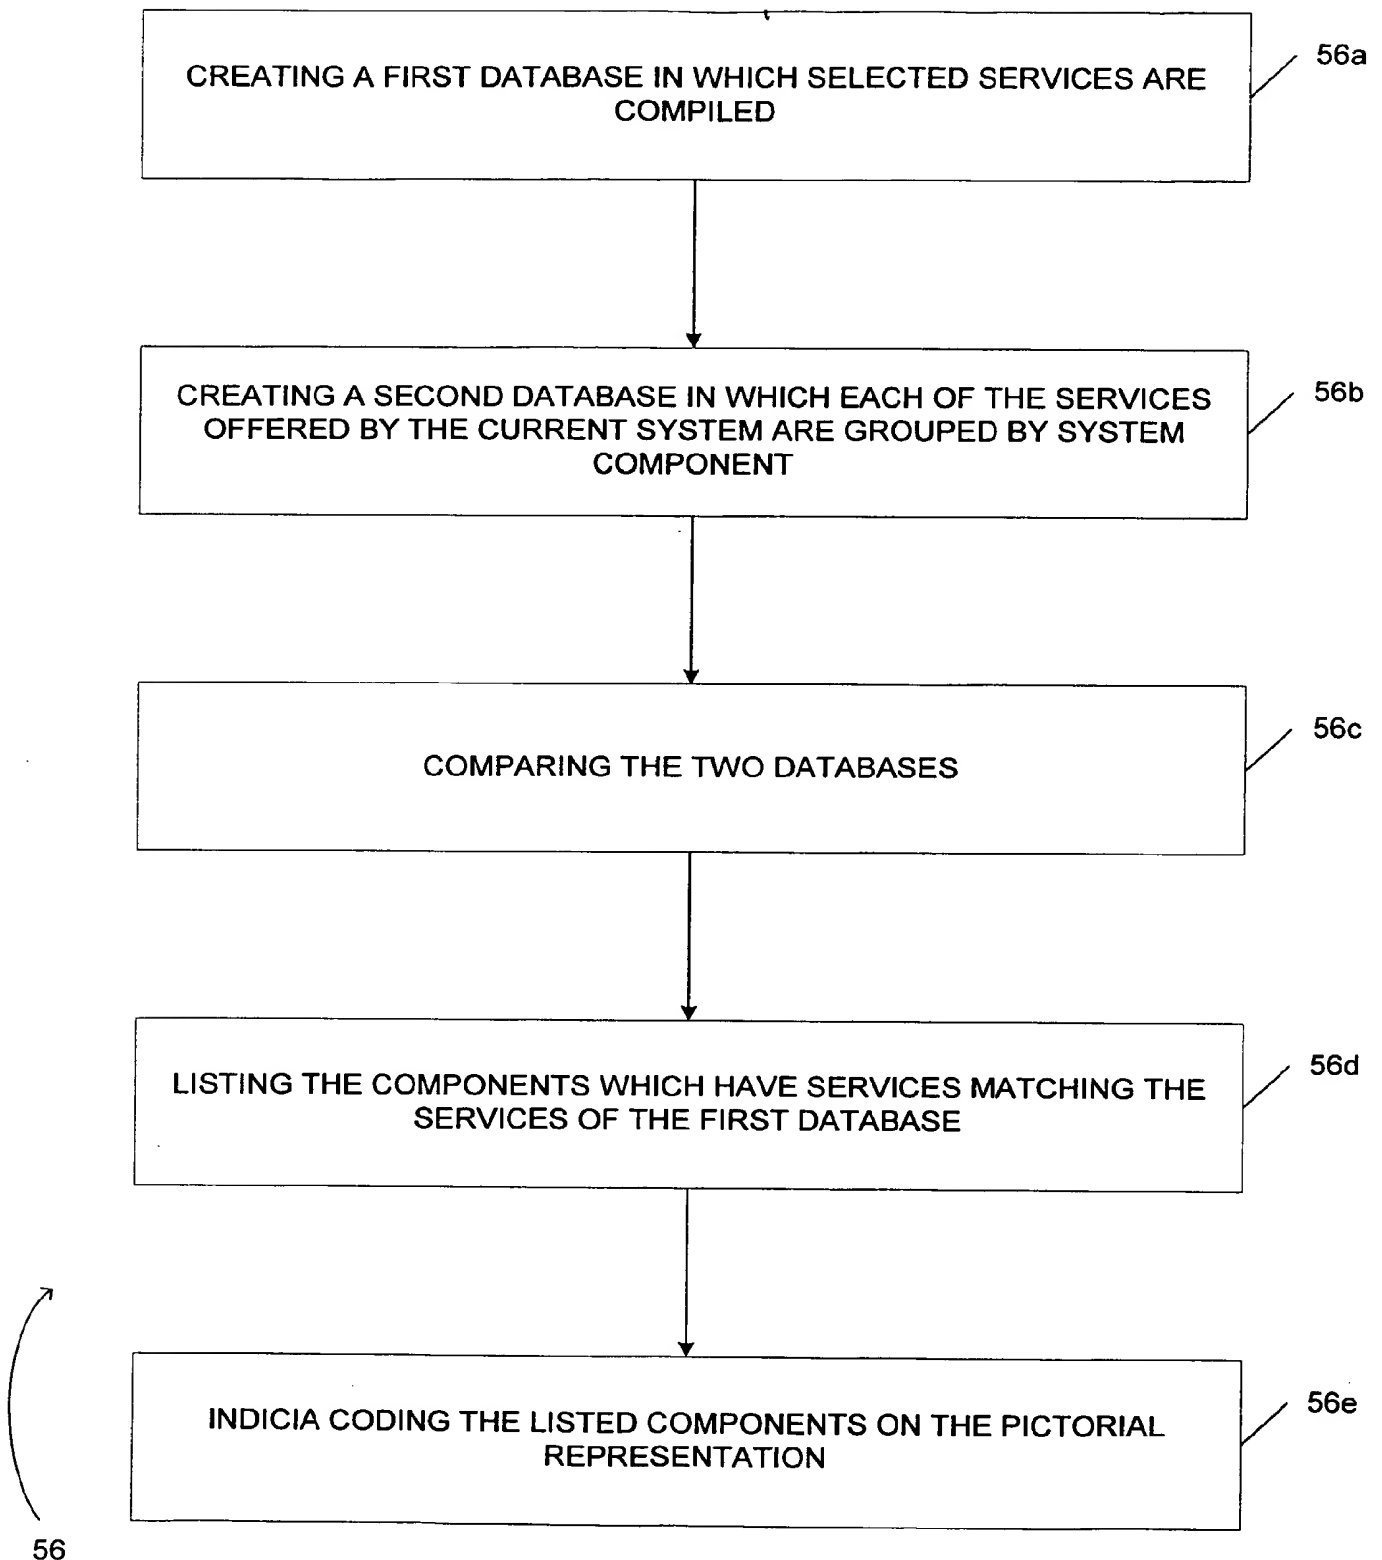 CREATING A FIRST DATABASE IN WHICH SELECTED SERVICES ARE
COMPILED
56a
CREATING A SECOND DATABASE IN WHICH EACH OF THE SERVICES
OFFERED BY THE CURRENT SYSTEM ARE GROUPED BY SYSTEM
COMPONENT
56b
COMPARING THE TWO DATABASES
56c
LISTING THE COMPONENTS WHICH HAVE SERVICES MATCHING THE
SERVICES OF THE FIRST DATABASE
56d
INDICIA CODING THE LISTED COMPONENTS ON THE PICTORIAL
REPRESENTATION
56e
56